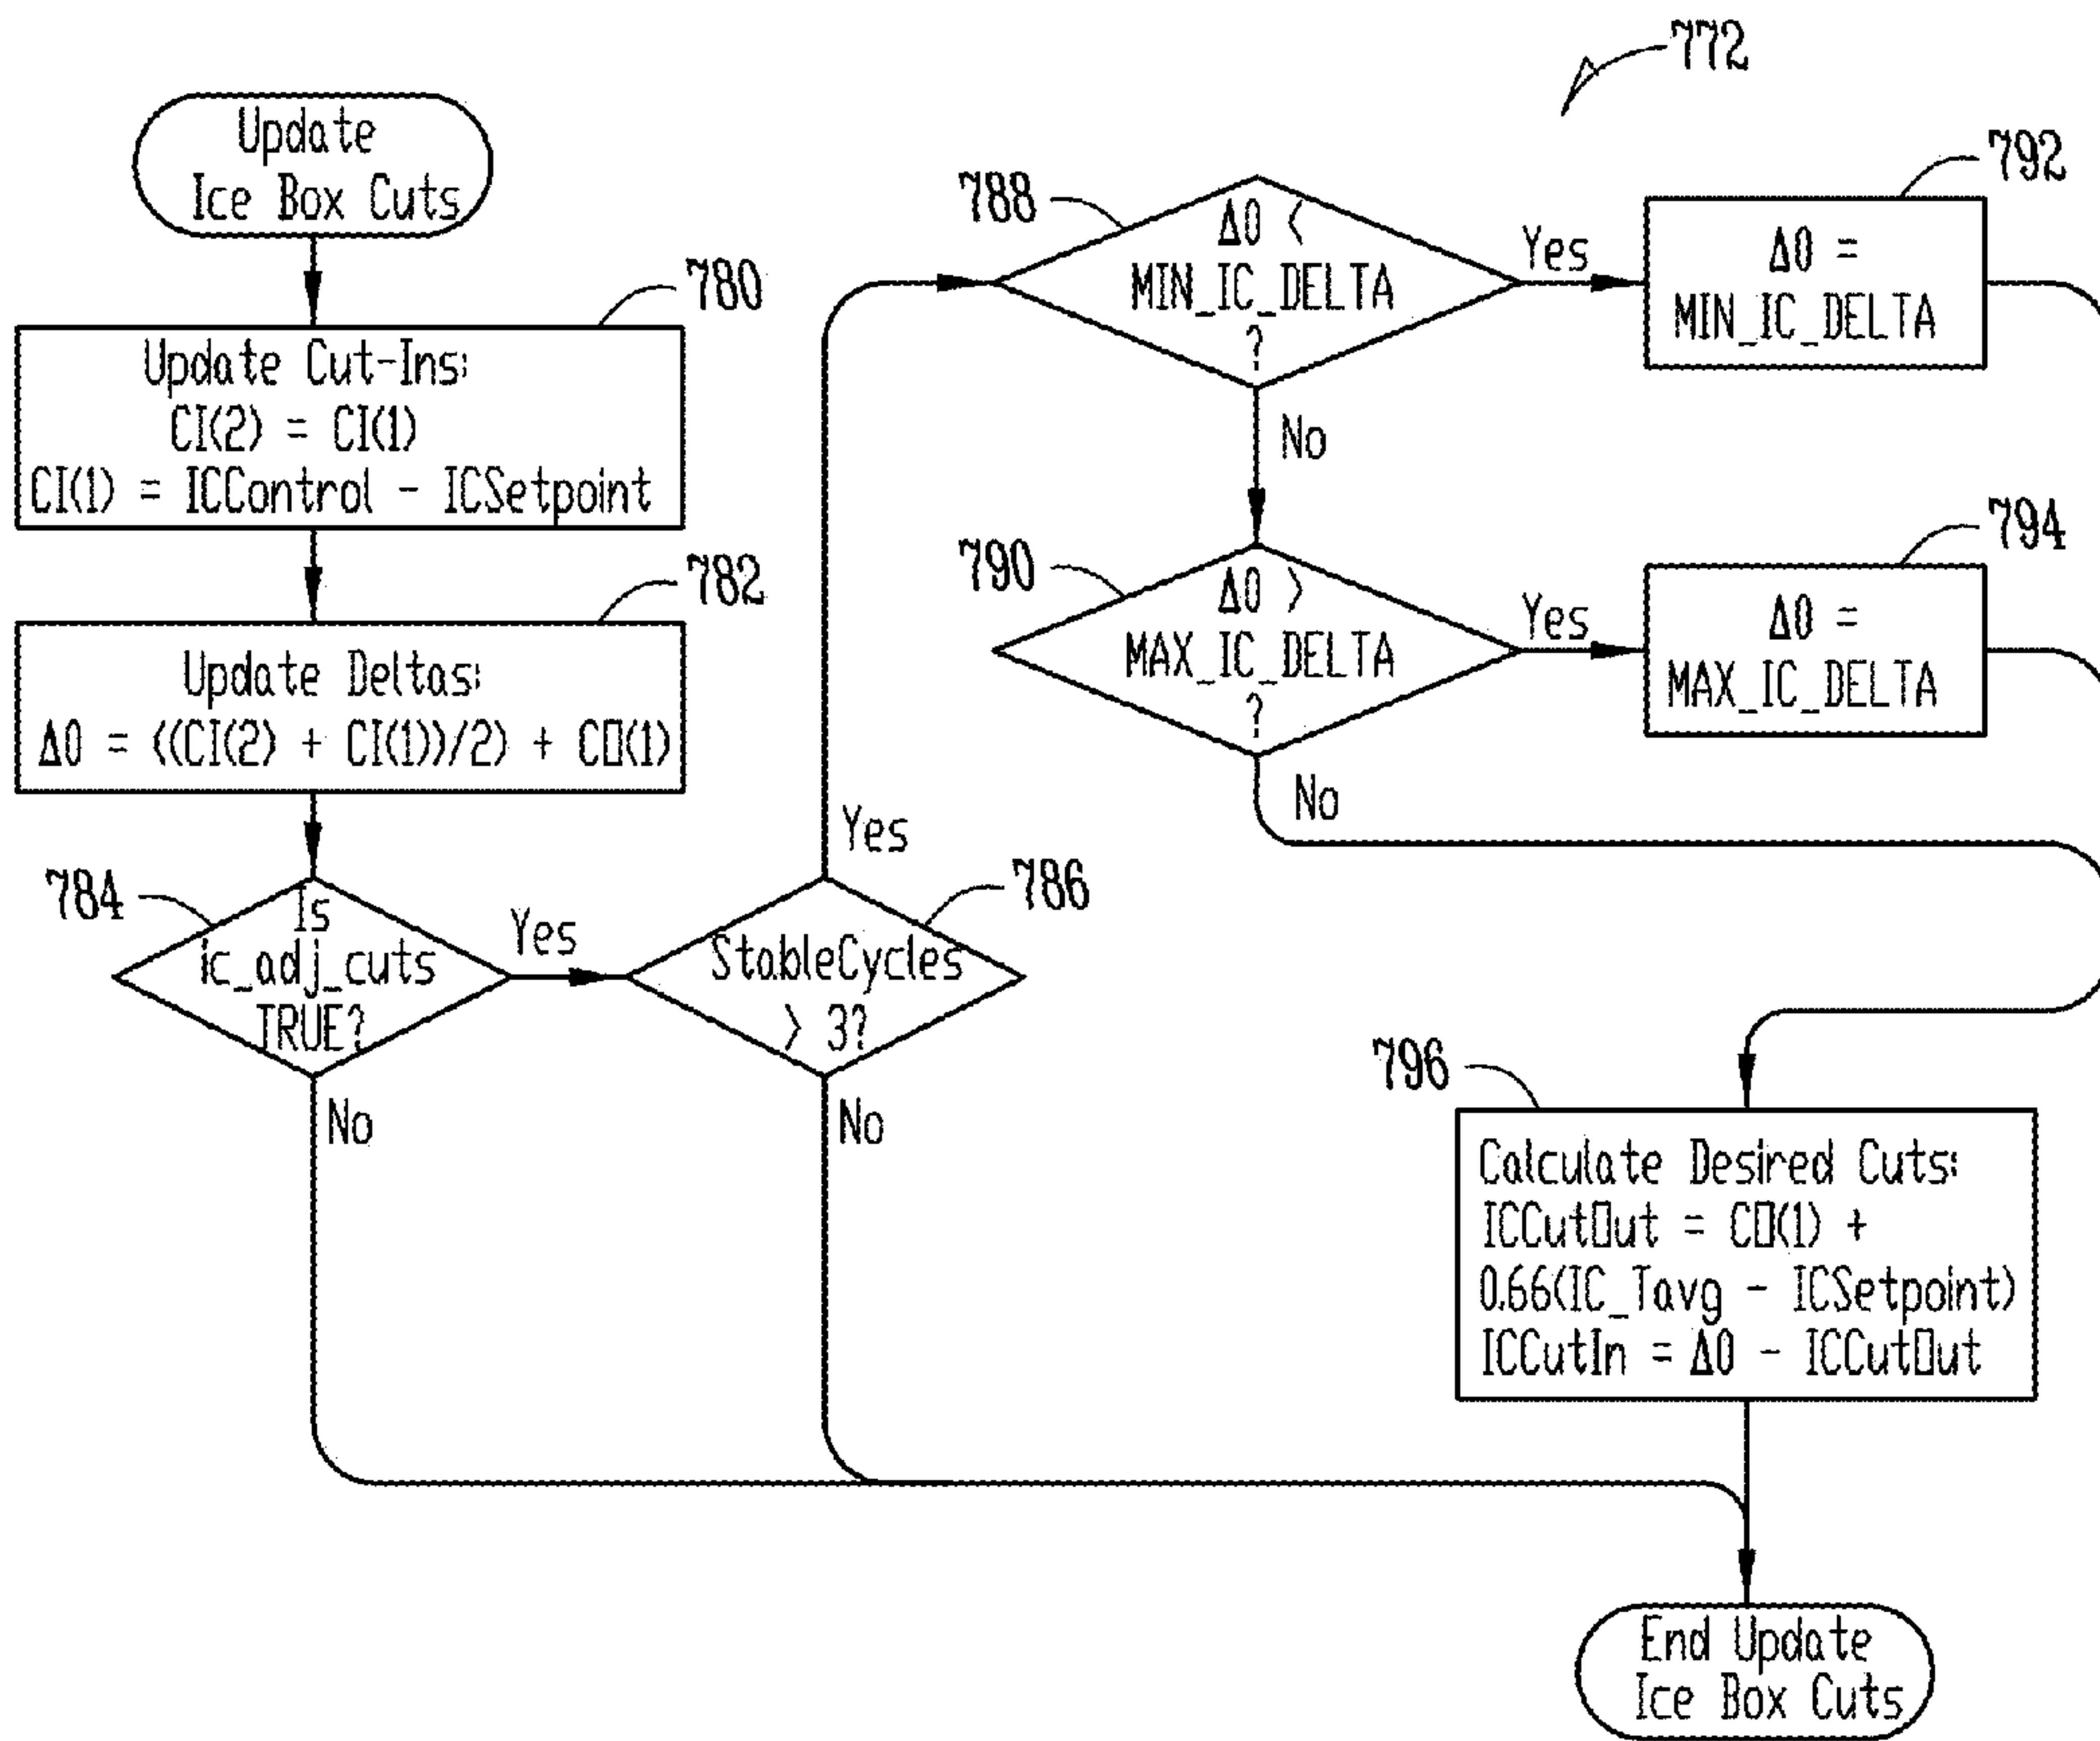 772
Update
Ice Box Cuts
780
Update Cut-Ins:
CI(2) = CI(1)
CI(1) = ICControl - ICSetpoint
782
Update Deltas:
Δ0 = ((CI(2) + CI(1))/2) + CO(1)
784
Is
ic_adj_cuts
TRUE?
Yes
No
786
StableCycles
> 3?
Yes
No
788
Δ0 <
MIN_IC_DELTA
?
Yes
No
792
Δ0 =
MIN_IC_DELTA
790
Δ0 >
MAX_IC_DELTA
?
Yes
No
794
Δ0 =
MAX_IC_DELTA
796
Calculate Desired Cuts:
ICCutOut = CO(1) +
0.66(IC_Tavg - ICSetpoint)
ICCutIn = Δ0 - ICCutOut
End Update
Ice Box Cuts